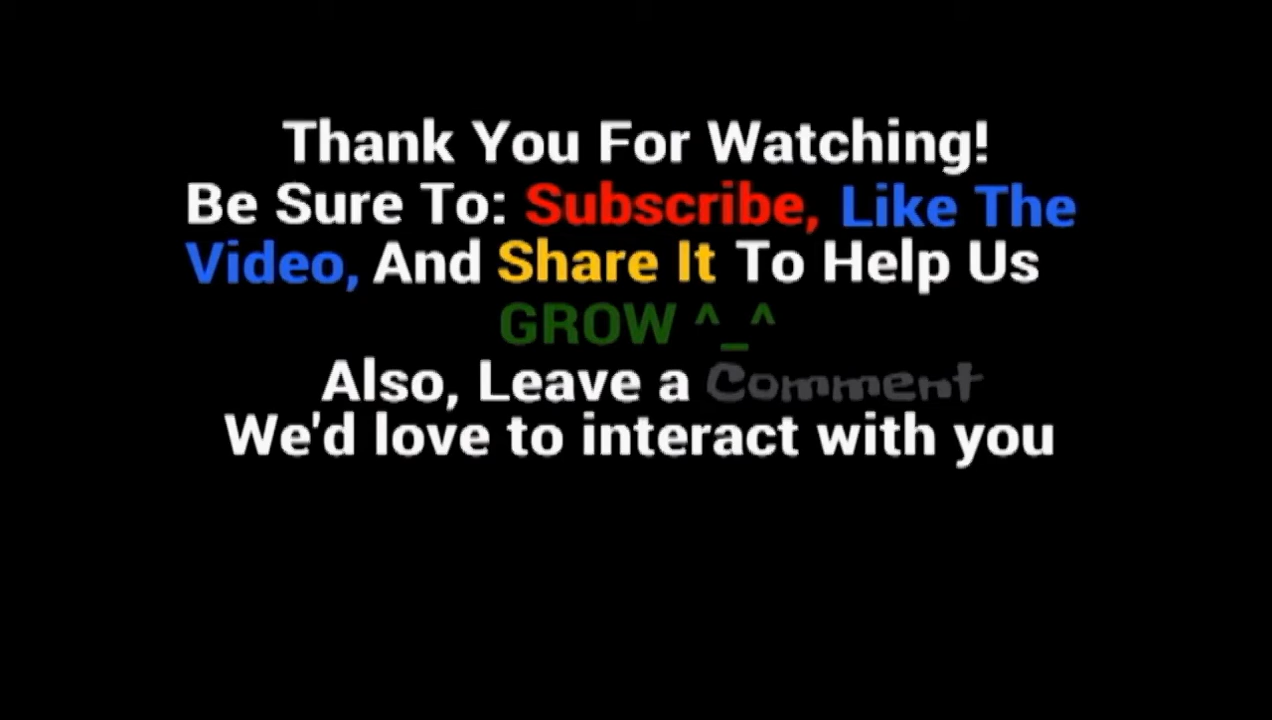 Thank You For Watching!
Be Sure To: Subscribe, Like The
Video, And Share It To Help Us
GROW ^_^
Also, Leave a Comment
We'd love to interact with you